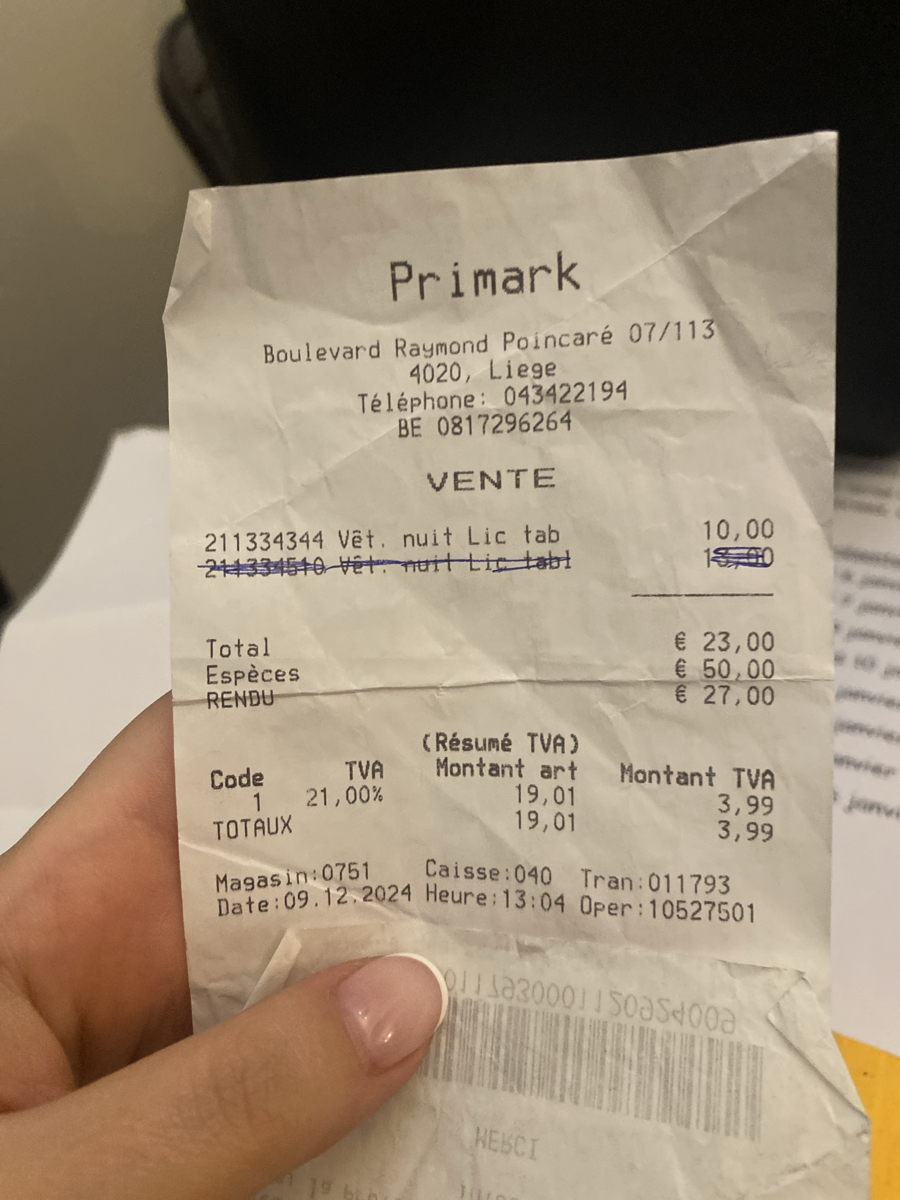 Primark
Boulevard Raymond Poincaré 07/113
4020, Liege
Téléphone: 043422194
BE 0817296264
VENTE
211334344 Vêt. nuit Lic tab 10,00
211334510 Vêt. nuit Lic tabl 13,00
Total € 23,00
Espèces € 50,00
RENDU € 27,00
(Résumé TVA)
Code TVA Montant art Montant TVA
1 21,00% 19,01 3,99
TOTAUX 19,01 3,99
Magasin:0751 Caisse:040 Tran:011793
Date:09.12.2024 Heure:13:04 Oper:10527501
MERCI